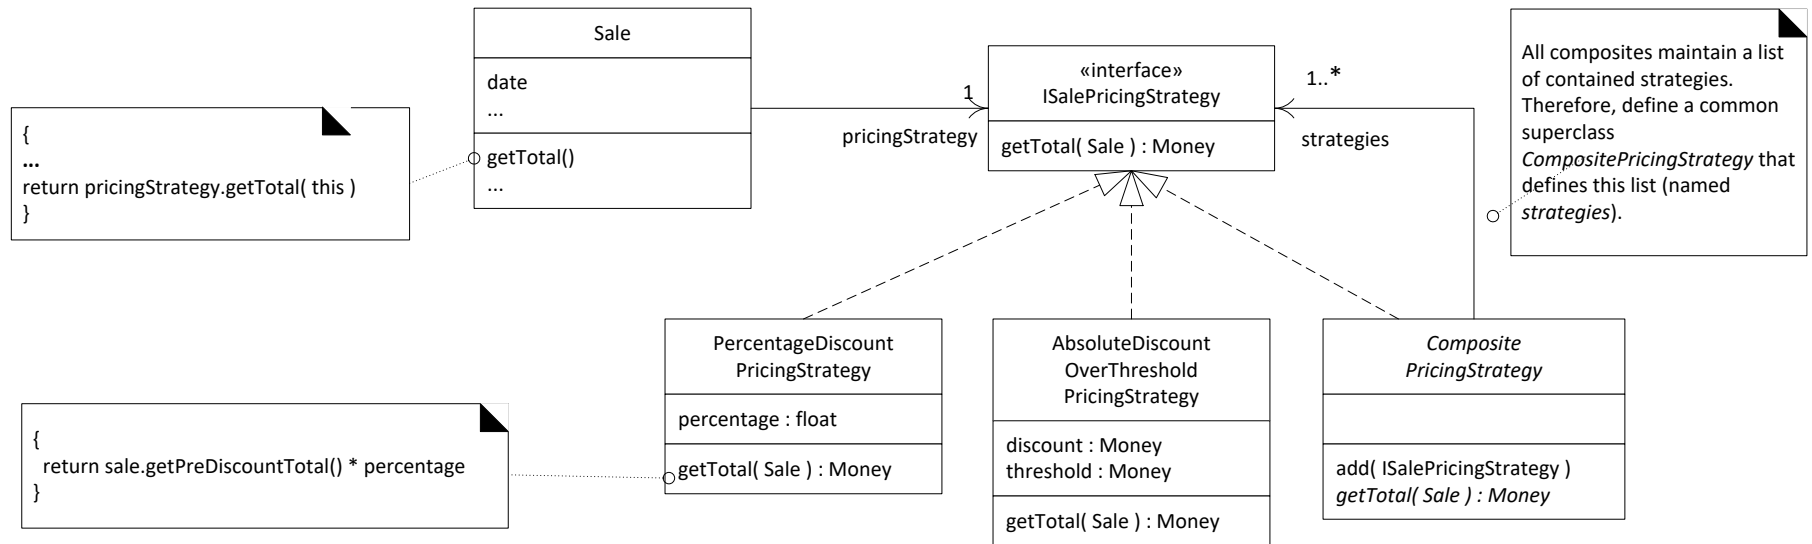 Sale
date
...
getTotal()
...
{
...
return pricingStrategy.getTotal( this )
}
1
pricingStrategy
«interface»
ISalePricingStrategy
getTotal( Sale ) : Money
1..*
strategies
All composites maintain a list
of contained strategies.
Therefore, define a common
superclass
CompositePricingStrategy that
defines this list (named
strategies).
PercentageDiscount
PricingStrategy
percentage : float
getTotal( Sale ) : Money
{
return sale.getPreDiscountTotal() * percentage
}
AbsoluteDiscount
OverThreshold
PricingStrategy
discount : Money
threshold : Money
getTotal( Sale ) : Money
Composite
PricingStrategy
add( ISalePricingStrategy )
getTotal( Sale ) : Money